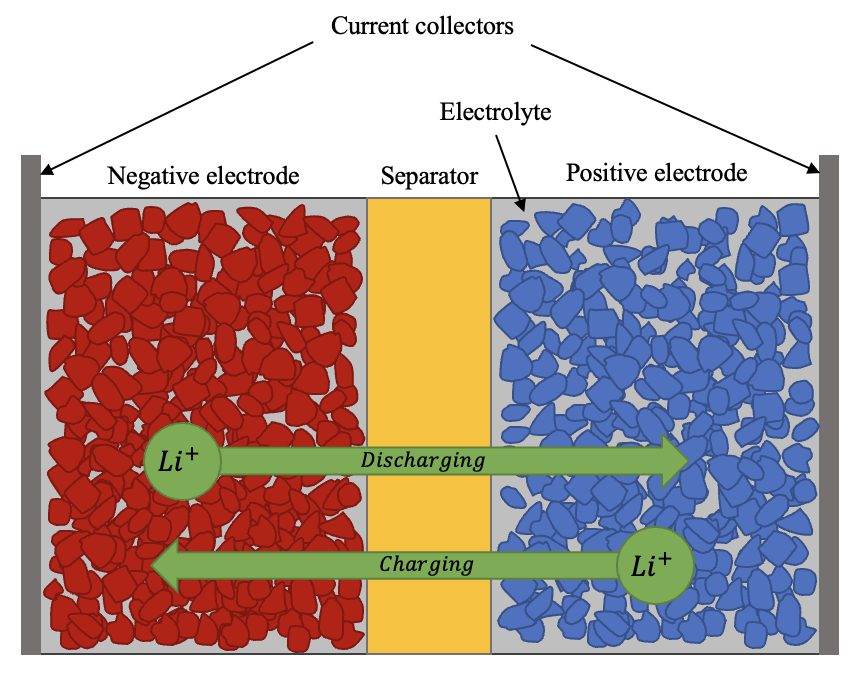 Current collectors
Electrolyte
Negative electrode
Separator
Positive electrode
Li⁺
Discharging
Charging
Li⁺